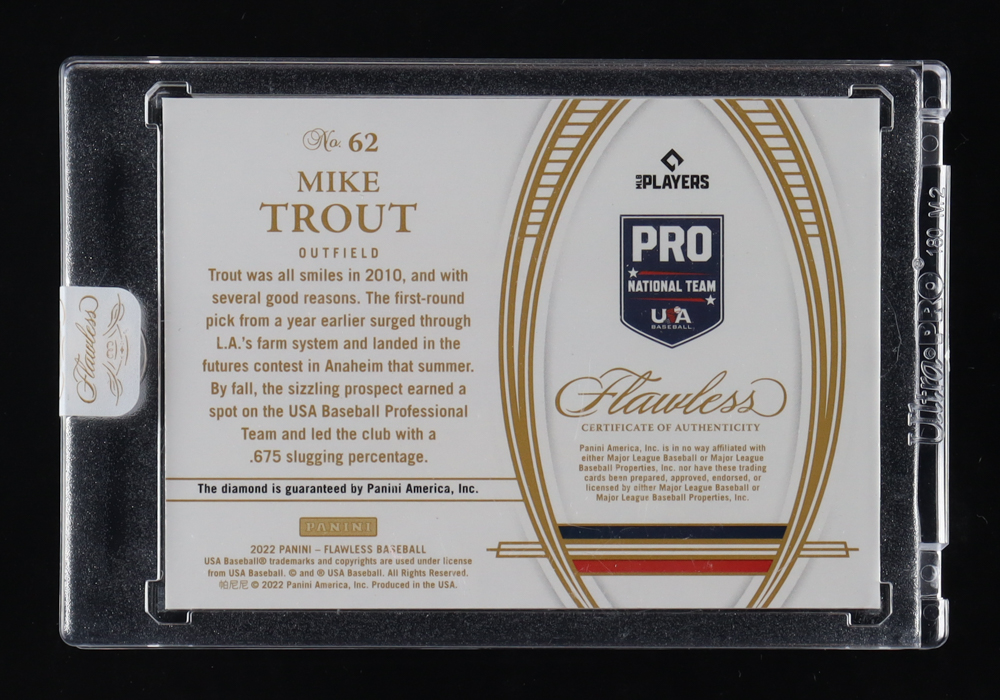 No. 62
MIKE
TROUT
OUTFIELD
Trout was all smiles in 2010, and with
several good reasons. The first-round
pick from a year earlier surged through
L.A.'s farm system and landed in the
futures contest in Anaheim that summer.
By fall, the sizzling prospect earned a
spot on the USA Baseball Professional
Team and led the club with a
.675 slugging percentage.
The diamond is guaranteed by Panini America, Inc.
PANINI
2022 PANINI – FLAWLESS BASEBALL
USA Baseball® trademarks and copyrights are used under license
from USA Baseball. © and ® USA Baseball. All Rights Reserved.
帕尼尼 © 2022 Panini America, Inc. Produced in the USA.
MLB PLAYERS
PRO
NATIONAL TEAM
USA
BASEBALL
Flawless
CERTIFICATE OF AUTHENTICITY
Panini America, Inc. is in no way affiliated with
either Major League Baseball or Major League
Baseball Properties, Inc. nor have these trading
cards been prepared, approved, endorsed, or
licensed by either Major League Baseball or
Major League Baseball Properties, Inc.
Flawless
Ultra•PRO® 180 M2